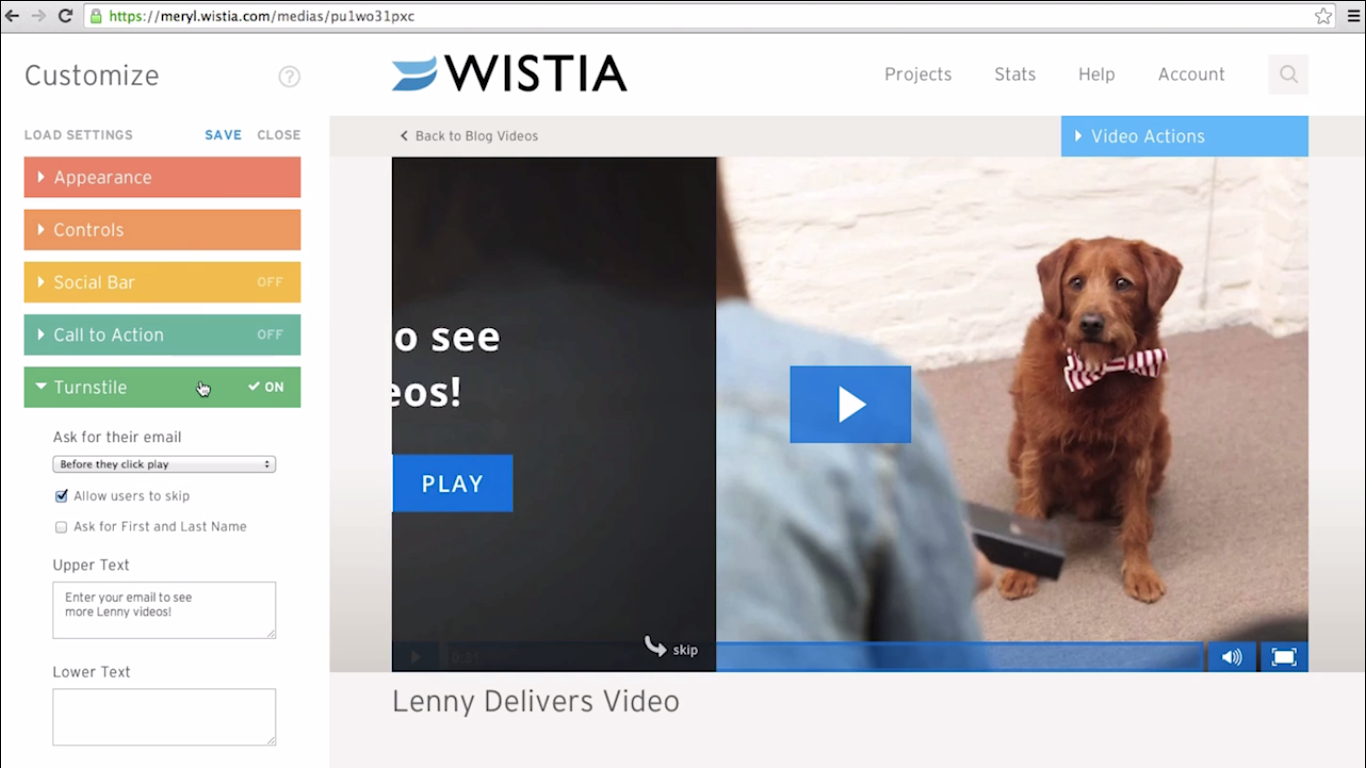 https://meryl.wistia.com/medias/pu1wo31pxc
Customize
?
LOAD SETTINGS SAVE CLOSE
Appearance
Controls
Social Bar OFF
Call to Action OFF
Turnstile ON
Ask for their email
Before they click play
Allow users to skip
Ask for First and Last Name
Upper Text
Enter your email to see
more Lenny videos!
Lower Text
WISTIA
Projects Stats Help Account
Back to Blog Videos
Video Actions
o see
eos!
PLAY
skip
Lenny Delivers Video